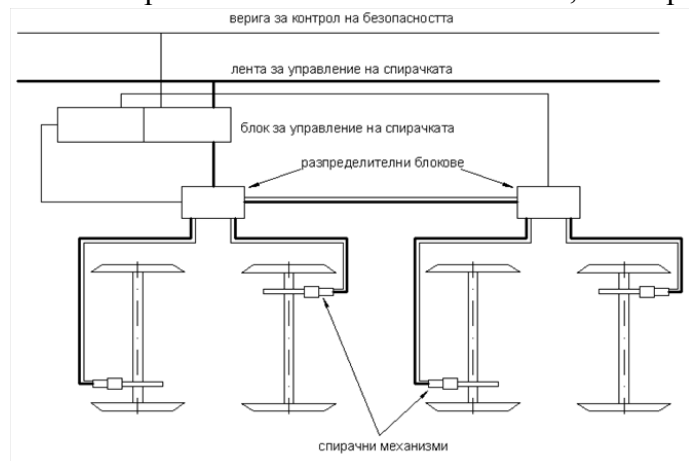 верига за контрол на безопасността
лента за управление на спирачката
блок за управление на спирачката
разпределителни блокове
спирачни механизми